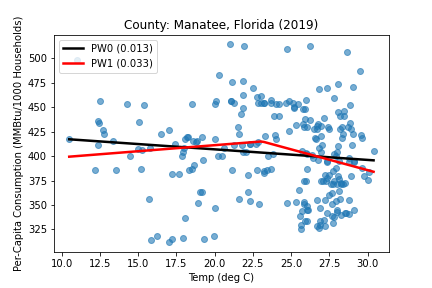 County: Manatee, Florida (2019)
Per-Capita Consumption (MMBtu/1000 Households)
500
475
450
425
400
375
350
325
PW0 (0.013)
PW1 (0.033)
10.0 12.5 15.0 17.5 20.0 22.5 25.0 27.5 30.0
Temp (deg C)